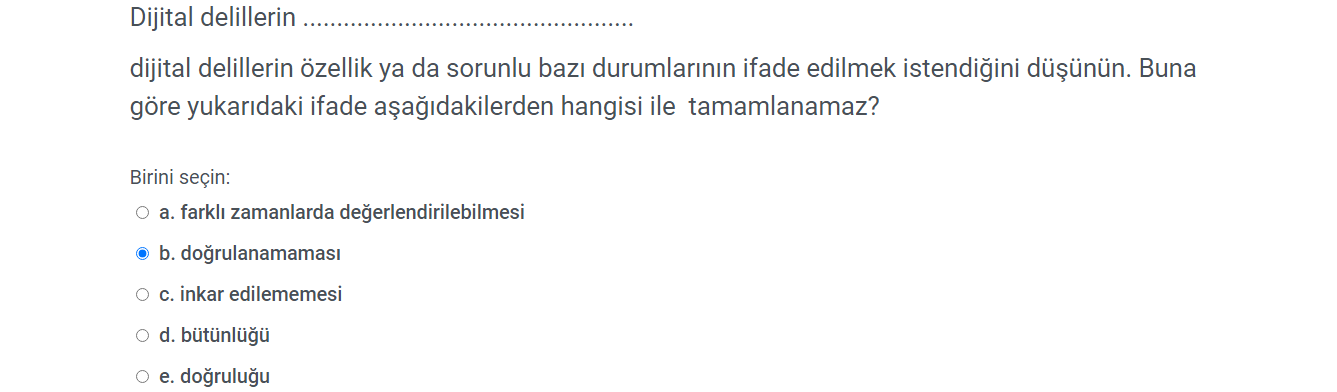 Dijital delillerin .................................................
dijital delillerin özellik ya da sorunlu bazı durumlarının ifade edilmek istendiğini düşünün. Buna
göre yukarıdaki ifade aşağıdakilerden hangisi ile tamamlanamaz?
Birini seçin:
a. farklı zamanlarda değerlendirilebilmesi
b. doğrulanamaması
c. inkar edilememesi
d. bütünlüğü
e. doğruluğu